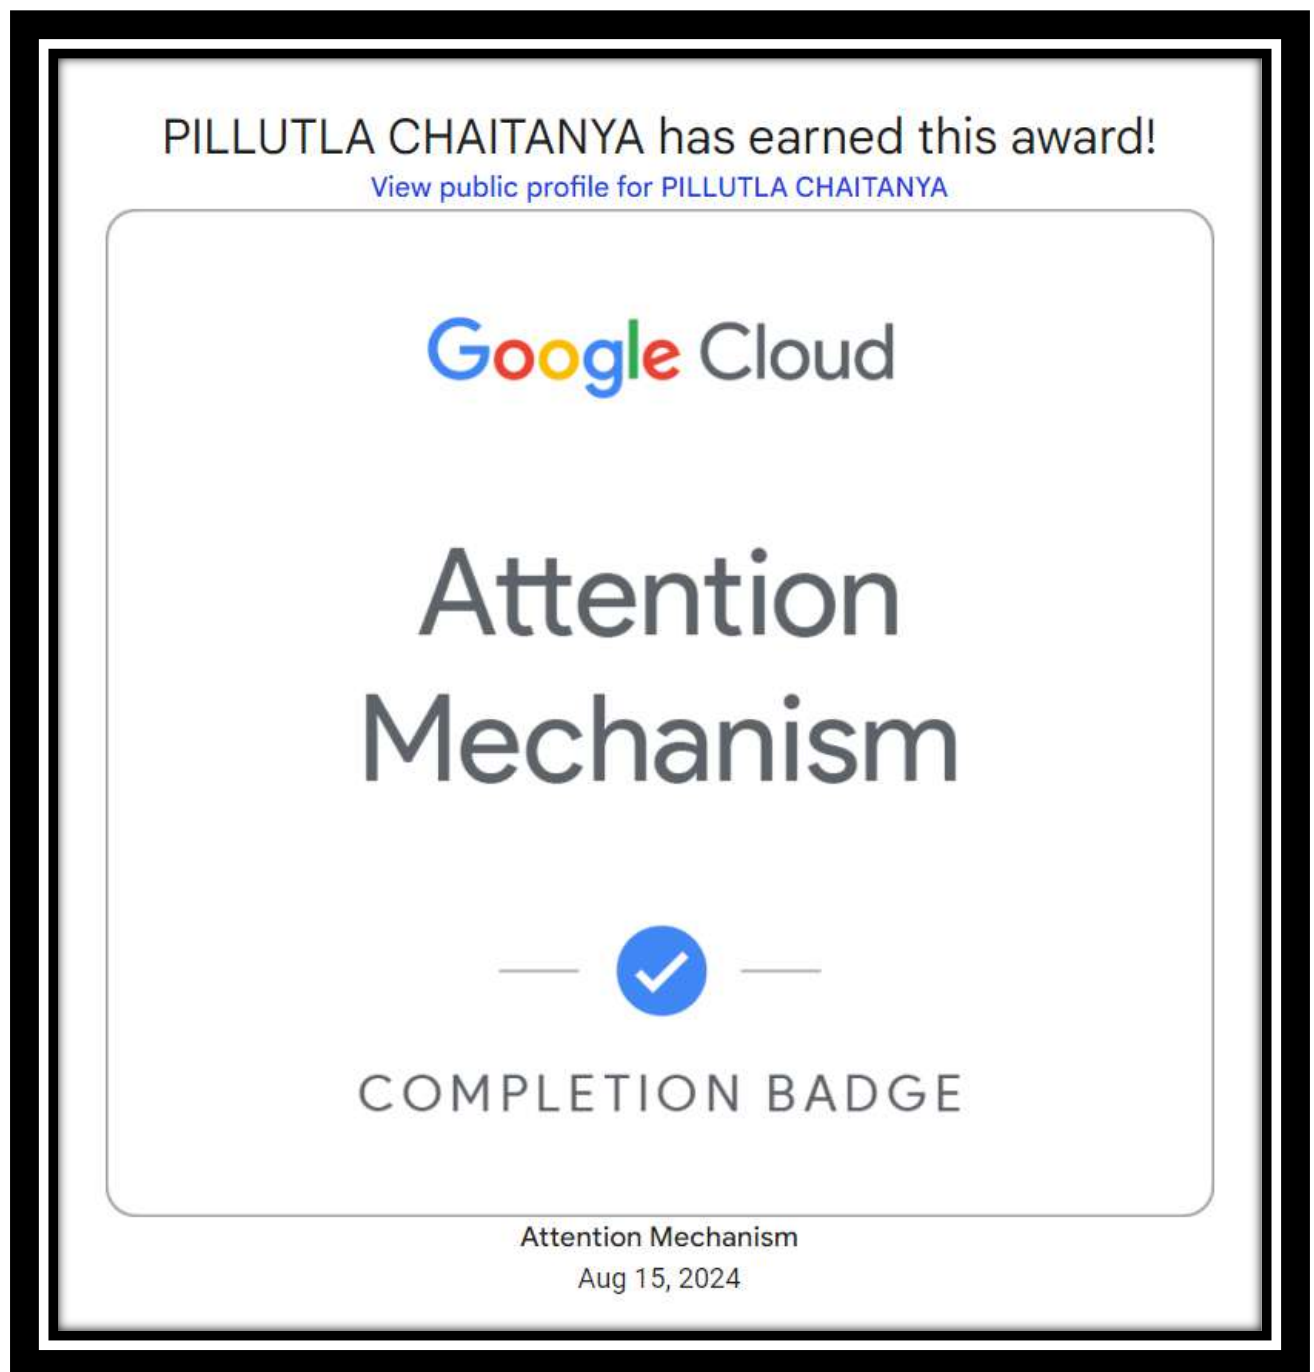 PILLUTLA CHAITANYA has earned this award!
View public profile for PILLUTLA CHAITANYA
Google Cloud
Attention
Mechanism
COMPLETION BADGE
Attention Mechanism
Aug 15, 2024